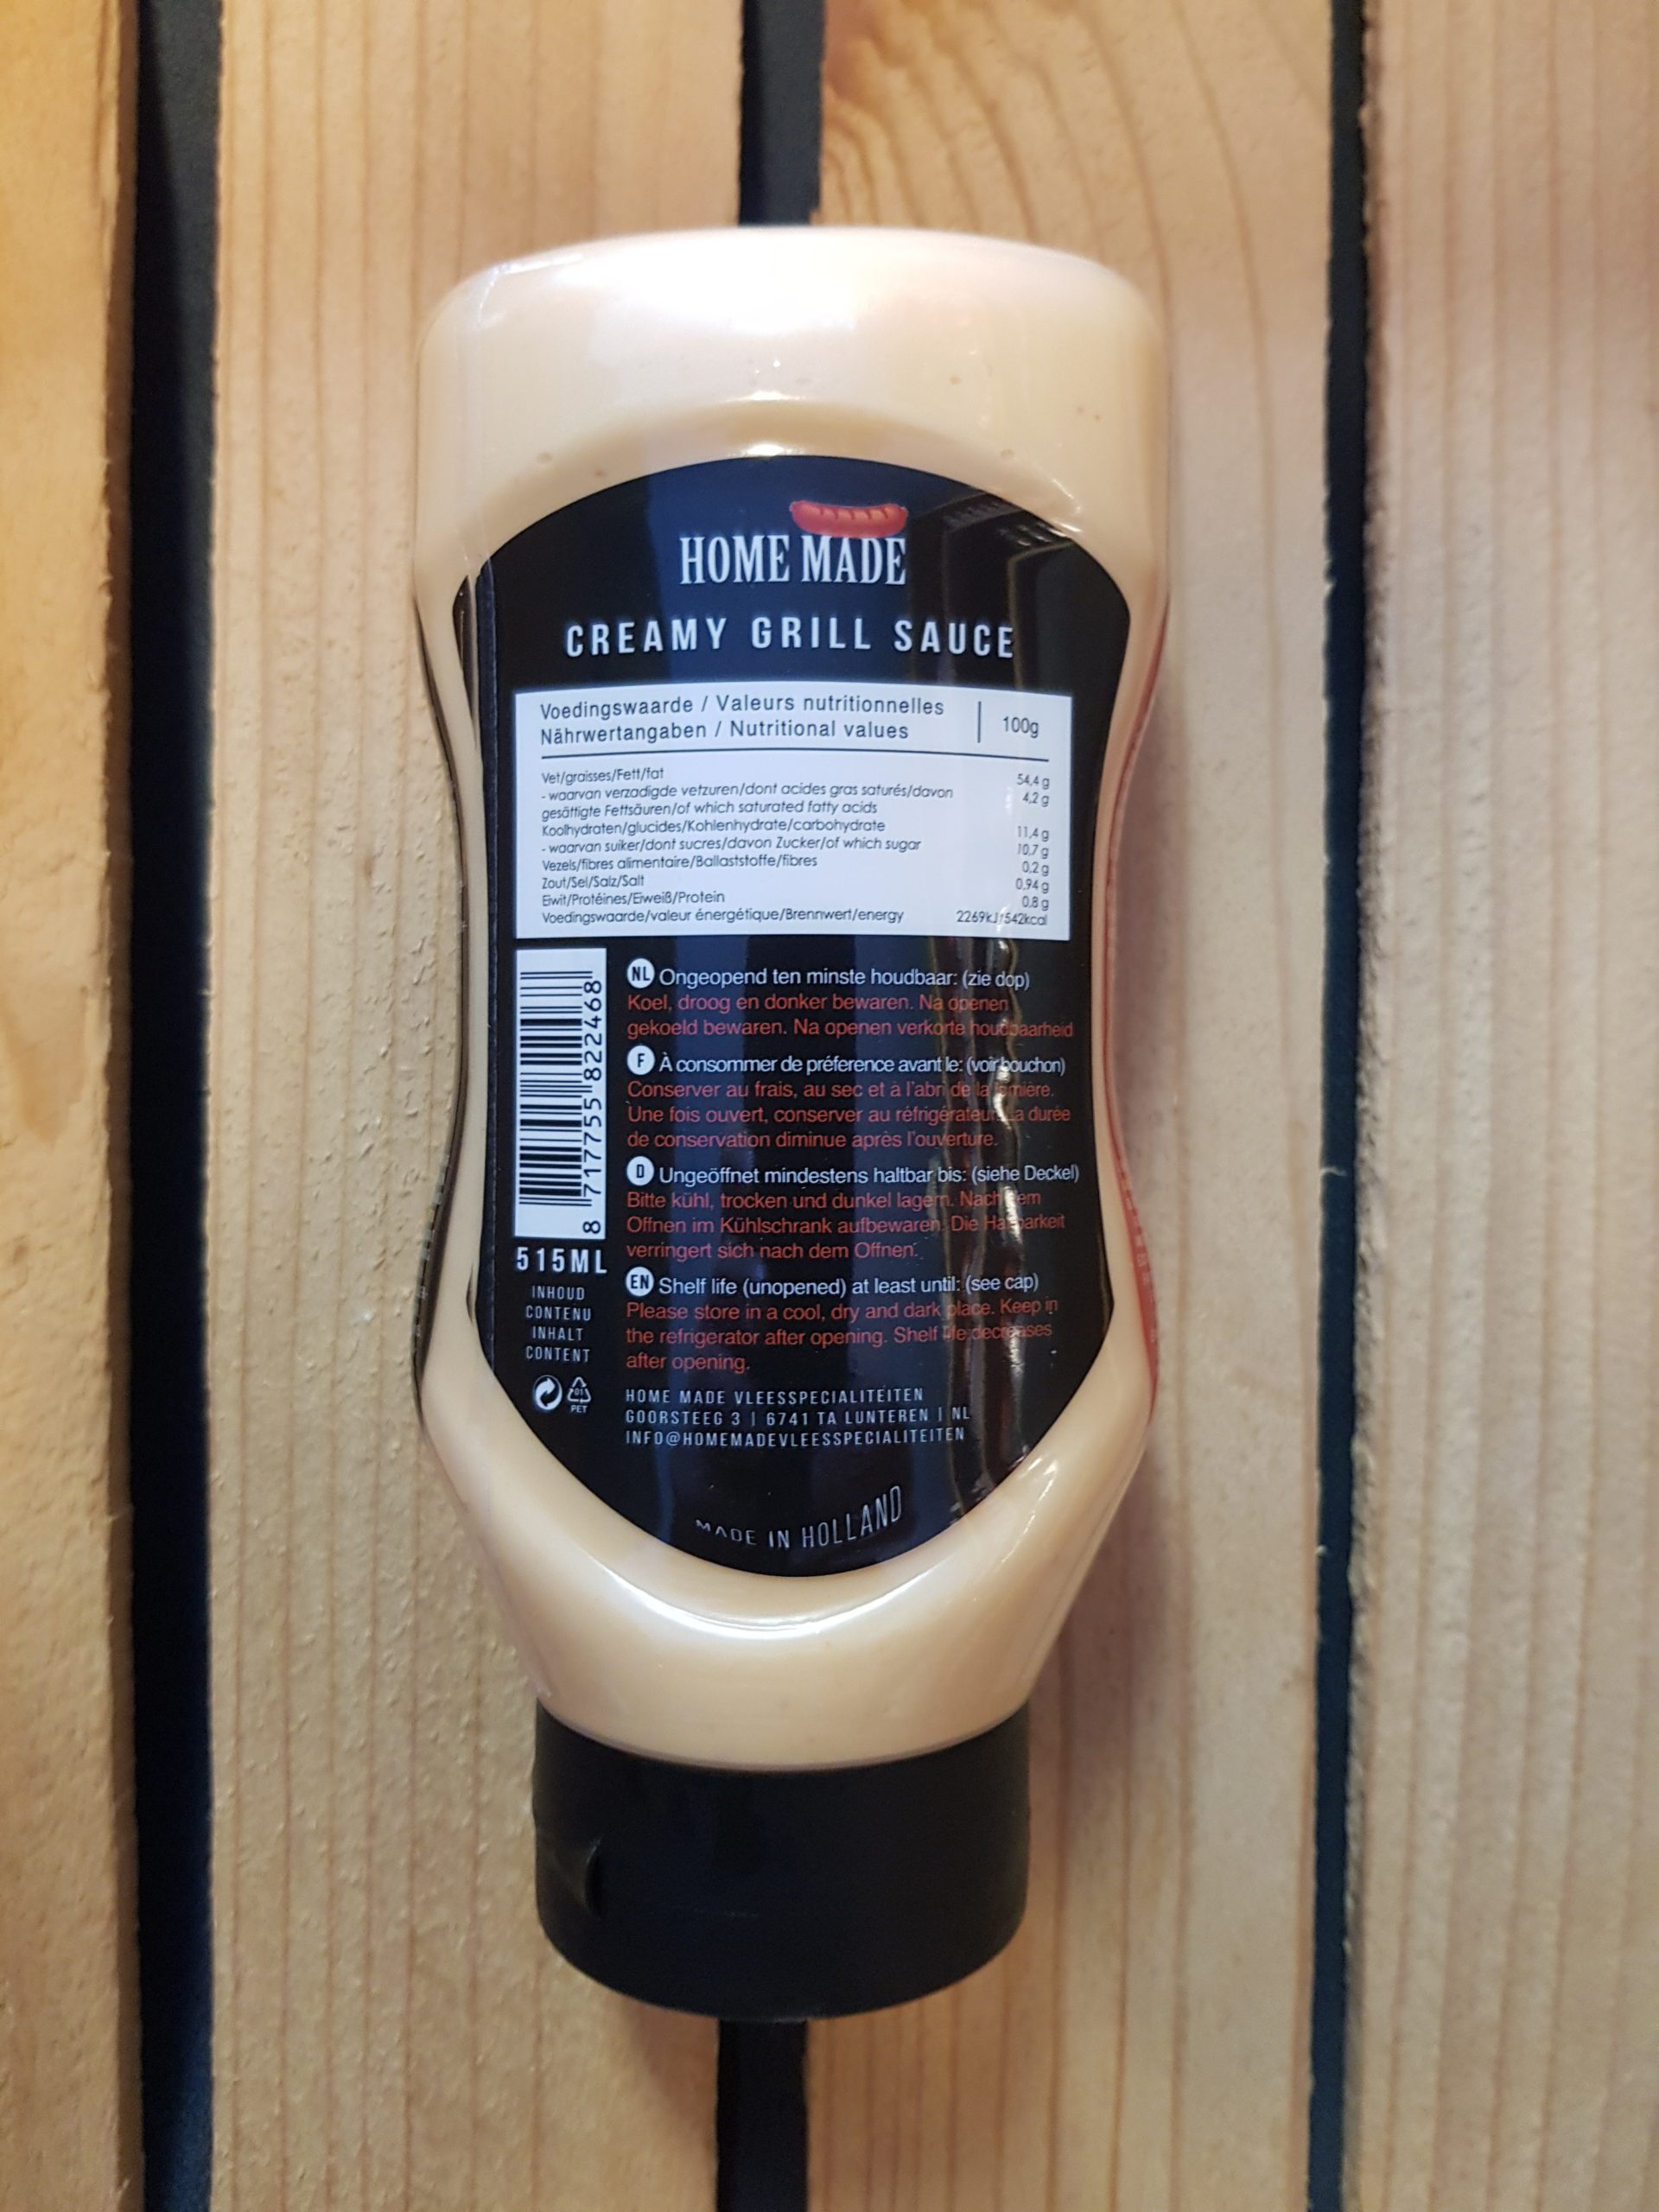 HOME MADE
CREAMY GRILL SAUCE
Voedingswaarde / Valeurs nutritionnelles
Nährwertangaben / Nutritional values
100g
Vet/graisses/Fett/fat 54,4 g
- waarvan verzadigde vetzuren/dont acides gras saturés/davon 4,2 g
gesättigte Fettsäuren/of which saturated fatty acids
Koolhydraten/glucides/Kohlenhydrate/carbohydrate 11,4 g
- waarvan suiker/dont sucres/davon Zucker/of which sugar 10,7 g
Vezels/fibres alimentaire/Ballaststoffe/fibres 0,2 g
Zout/Sel/Salz/Salt 0,94 g
Eiwit/Protéines/Eiweiß/Protein 0,8 g
Voedingswaarde/valeur énergétique/Brennwert/energy 2269kJ/542kcal
8 717755 822468
515ML
INHOUD
CONTENU
INHALT
CONTENT
PET
NL Ongeopend ten minste houdbaar: (zie dop)
Koel, droog en donker bewaren. Na openen
gekoeld bewaren. Na openen verkorte houdbaarheid
F À consommer de préference avant le: (voir bouchon)
Conserver au frais, au sec et à l'abri de la lumière.
Une fois ouvert, conserver au réfrigérateur. La durée
de conservation diminue après l'ouverture.
D Ungeöffnet mindestens haltbar bis: (siehe Deckel)
Bitte kühl, trocken und dunkel lagern. Nach dem
Offnen im Kühlschrank aufbewaren. Die Haltbarkeit
verringert sich nach dem Offnen.
EN Shelf life (unopened) at least until: (see cap)
Please store in a cool, dry and dark place. Keep in
the refrigerator after opening. Shelf life decreases
after opening.
HOME MADE VLEESSPECIALITEITEN
GOORSTEEG 3 | 6741 TA LUNTEREN | NL
INFO@HOMEMADEVLEESSPECIALITEITEN
MADE IN HOLLAND